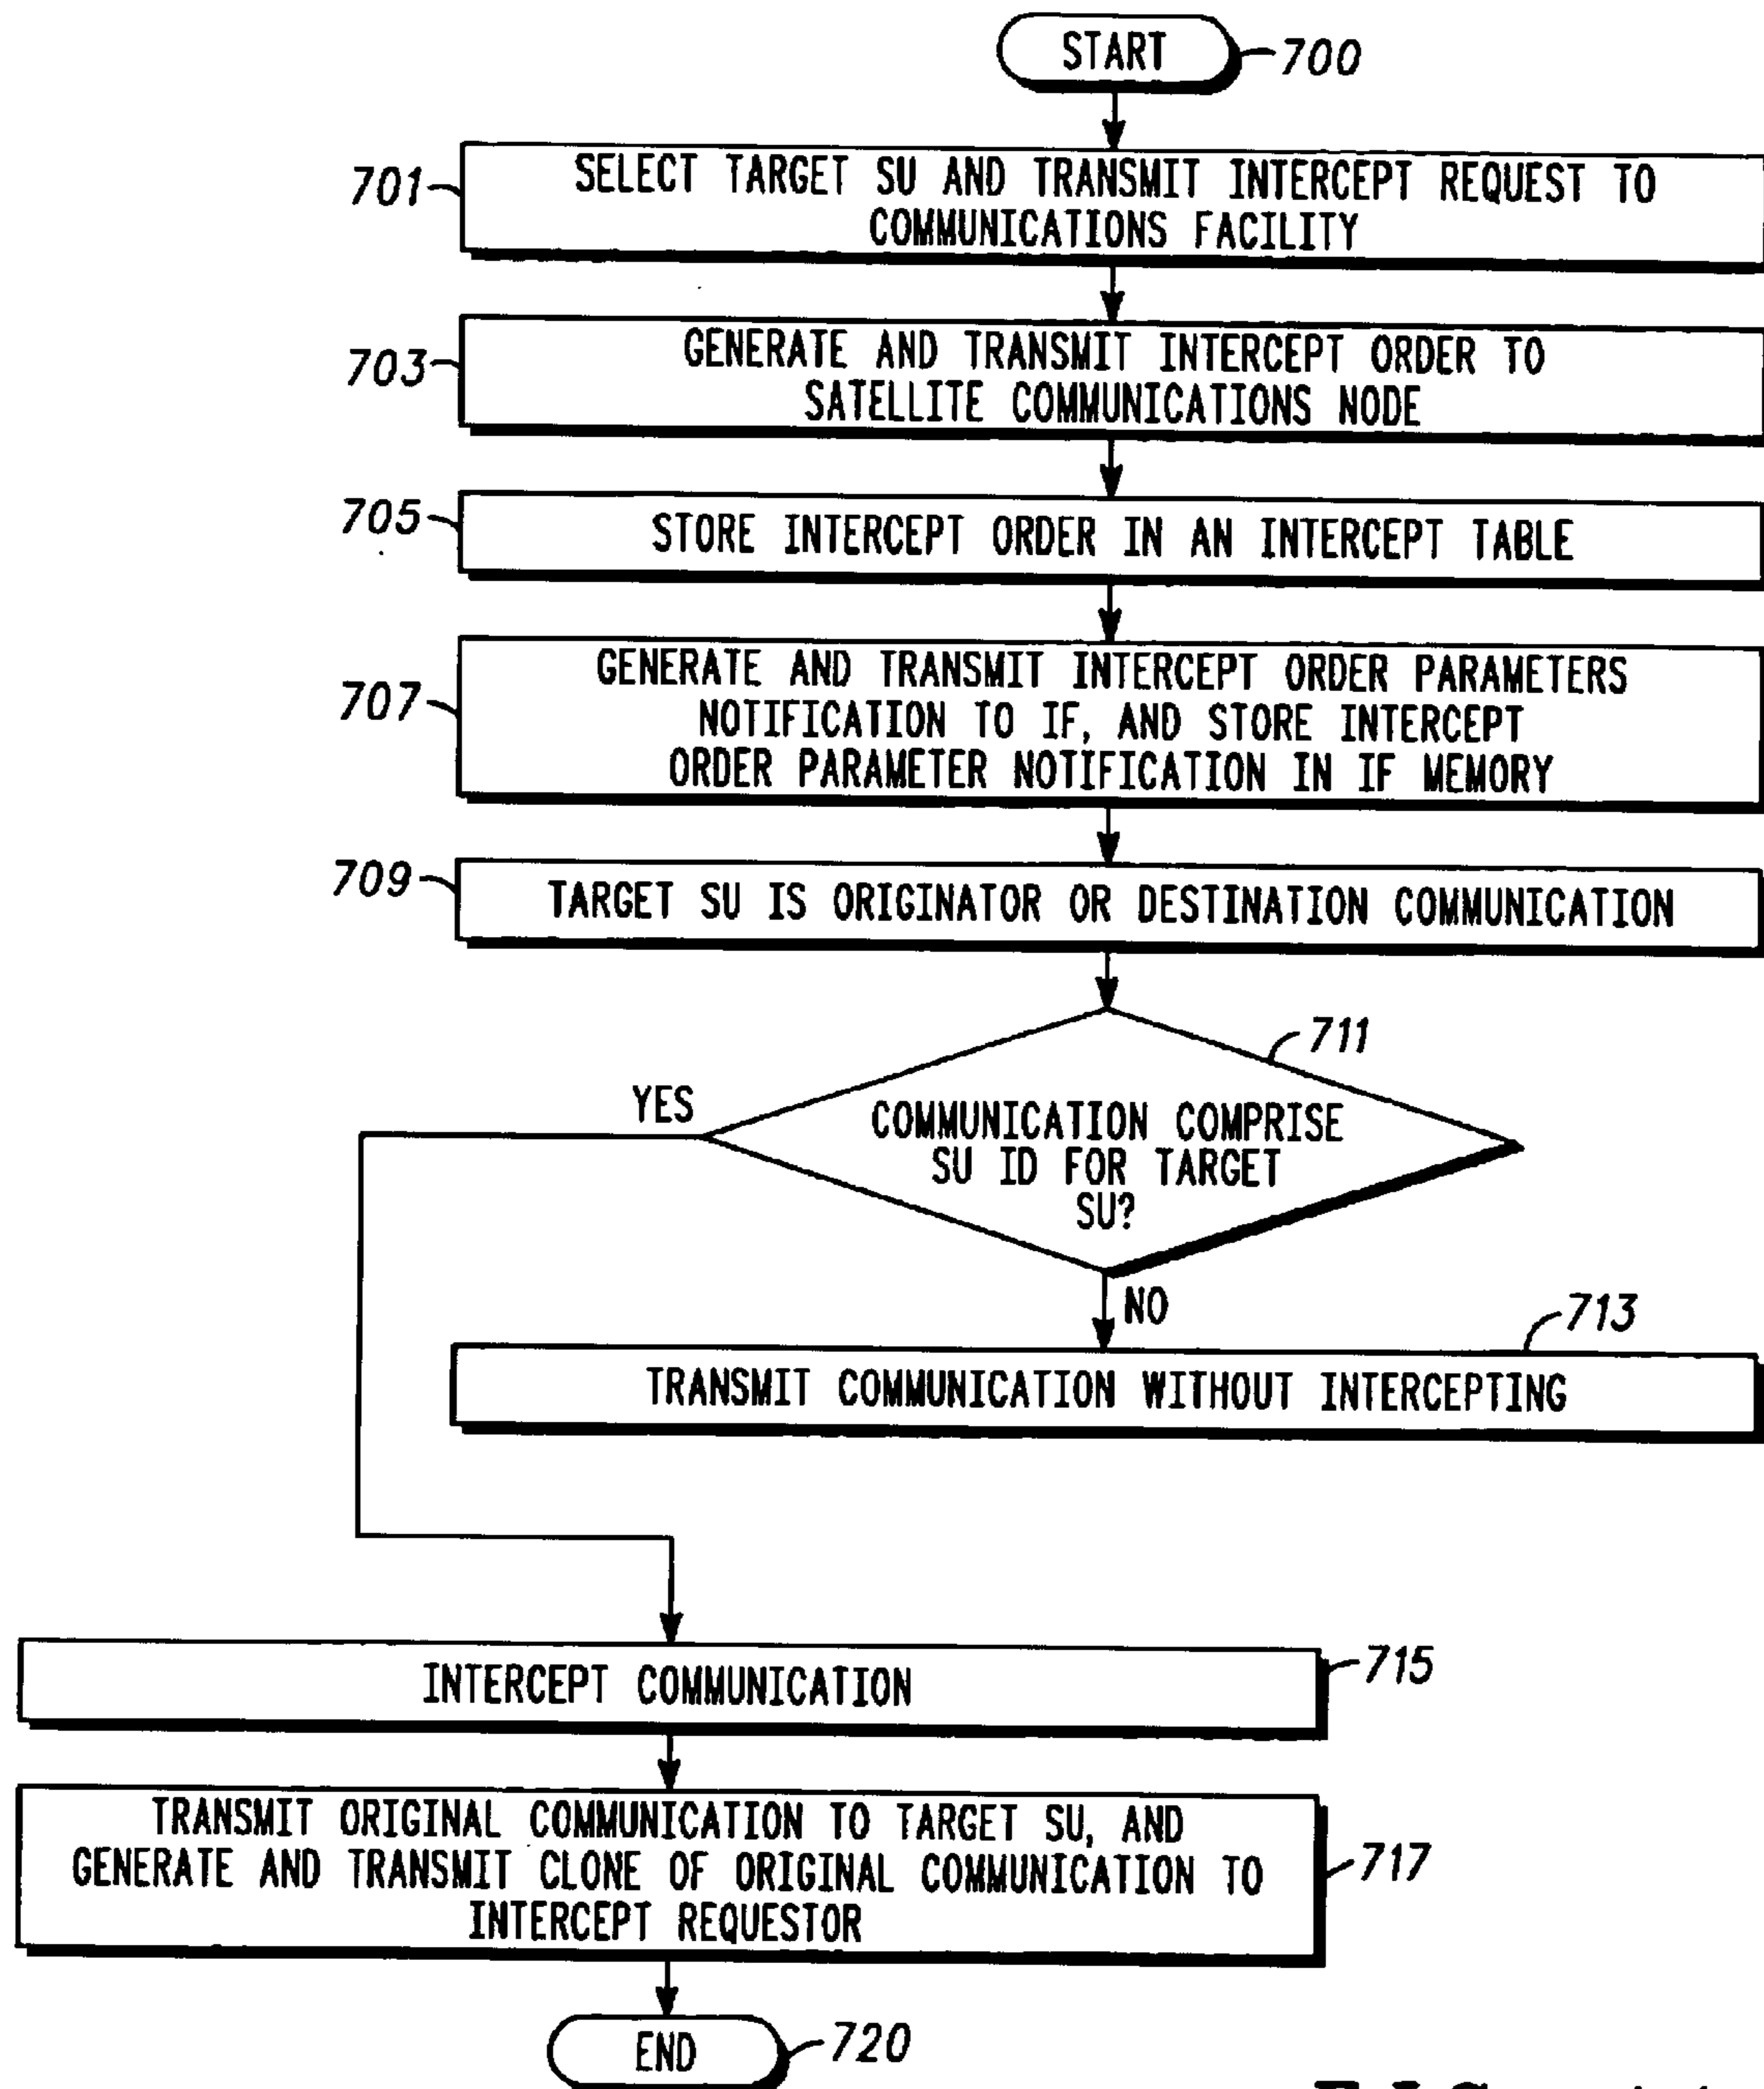 START
700
701
SELECT TARGET SU AND TRANSMIT INTERCEPT REQUEST TO
COMMUNICATIONS FACILITY
703
GENERATE AND TRANSMIT INTERCEPT ORDER TO
SATELLITE COMMUNICATIONS NODE
705
STORE INTERCEPT ORDER IN AN INTERCEPT TABLE
707
GENERATE AND TRANSMIT INTERCEPT ORDER PARAMETERS
NOTIFICATION TO IF, AND STORE INTERCEPT
ORDER PARAMETER NOTIFICATION IN IF MEMORY
709
TARGET SU IS ORIGINATOR OR DESTINATION COMMUNICATION
711
YES
COMMUNICATION COMPRISE
SU ID FOR TARGET
SU?
NO
713
TRANSMIT COMMUNICATION WITHOUT INTERCEPTING
INTERCEPT COMMUNICATION
715
TRANSMIT ORIGINAL COMMUNICATION TO TARGET SU, AND
GENERATE AND TRANSMIT CLONE OF ORIGINAL COMMUNICATION TO
INTERCEPT REQUESTOR
717
END
720